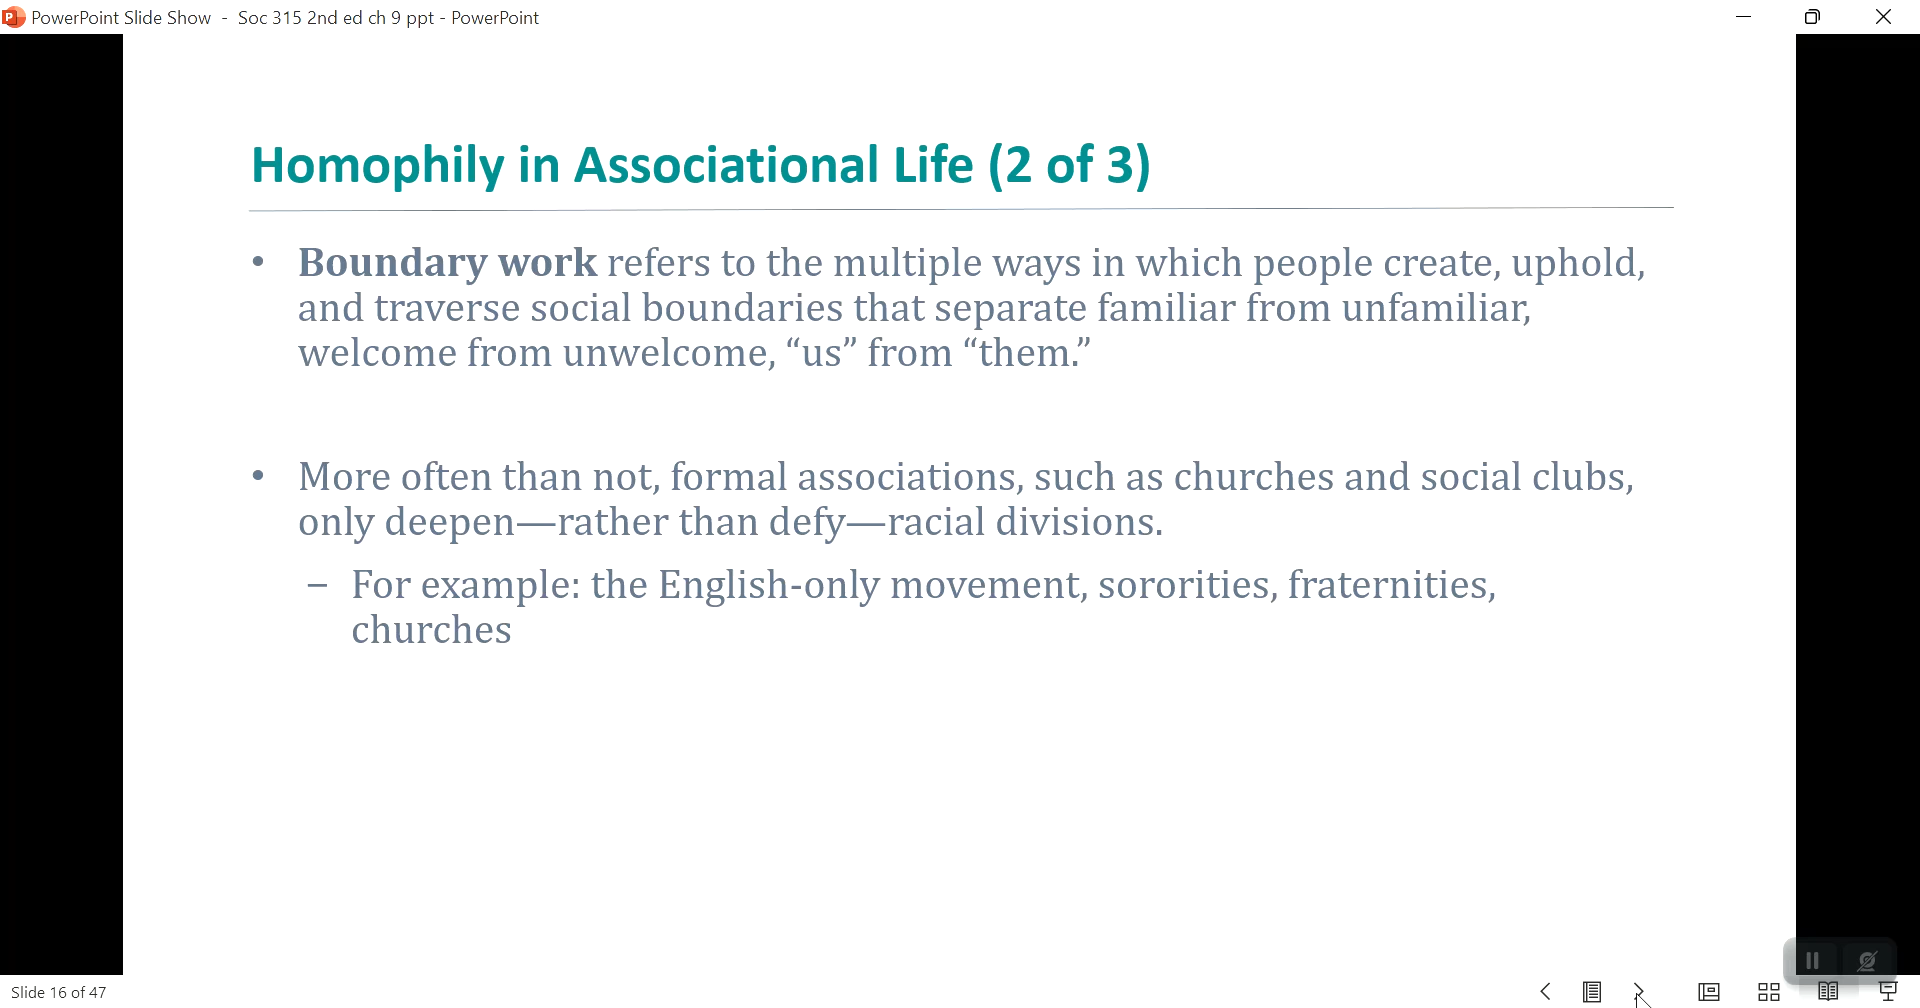 PowerPoint Slide Show - Soc 315 2nd ed ch 9 ppt - PowerPoint
Homophily in Associational Life (2 of 3)
• Boundary work refers to the multiple ways in which people create, uphold,
and traverse social boundaries that separate familiar from unfamiliar,
welcome from unwelcome, “us” from “them.”
• More often than not, formal associations, such as churches and social clubs,
only deepen—rather than defy—racial divisions.
– For example: the English-only movement, sororities, fraternities,
churches
Slide 16 of 47